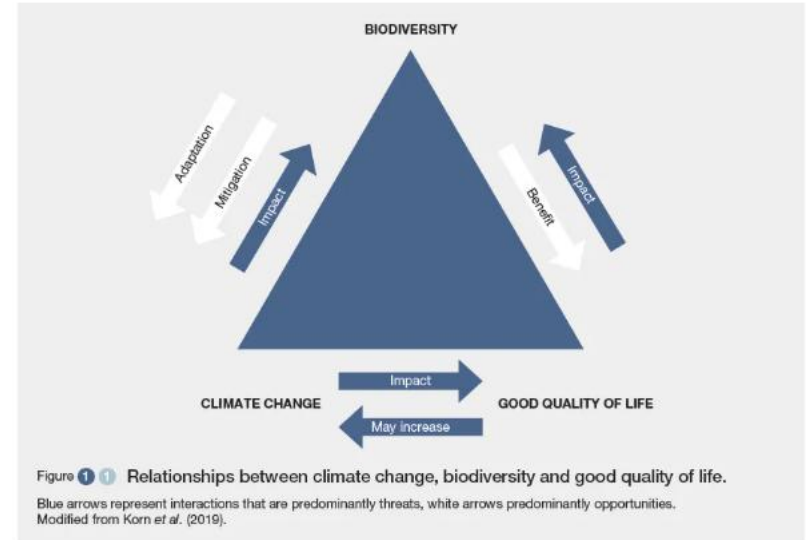 BIODIVERSITY
Adaptation
Mitigation
Impact
Benefit
Impact
Impact
CLIMATE CHANGE
GOOD QUALITY OF LIFE
May increase
Figure 1 1 Relationships between climate change, biodiversity and good quality of life.
Blue arrows represent interactions that are predominantly threats, white arrows predominantly opportunities.
Modified from Korn et al. (2019).